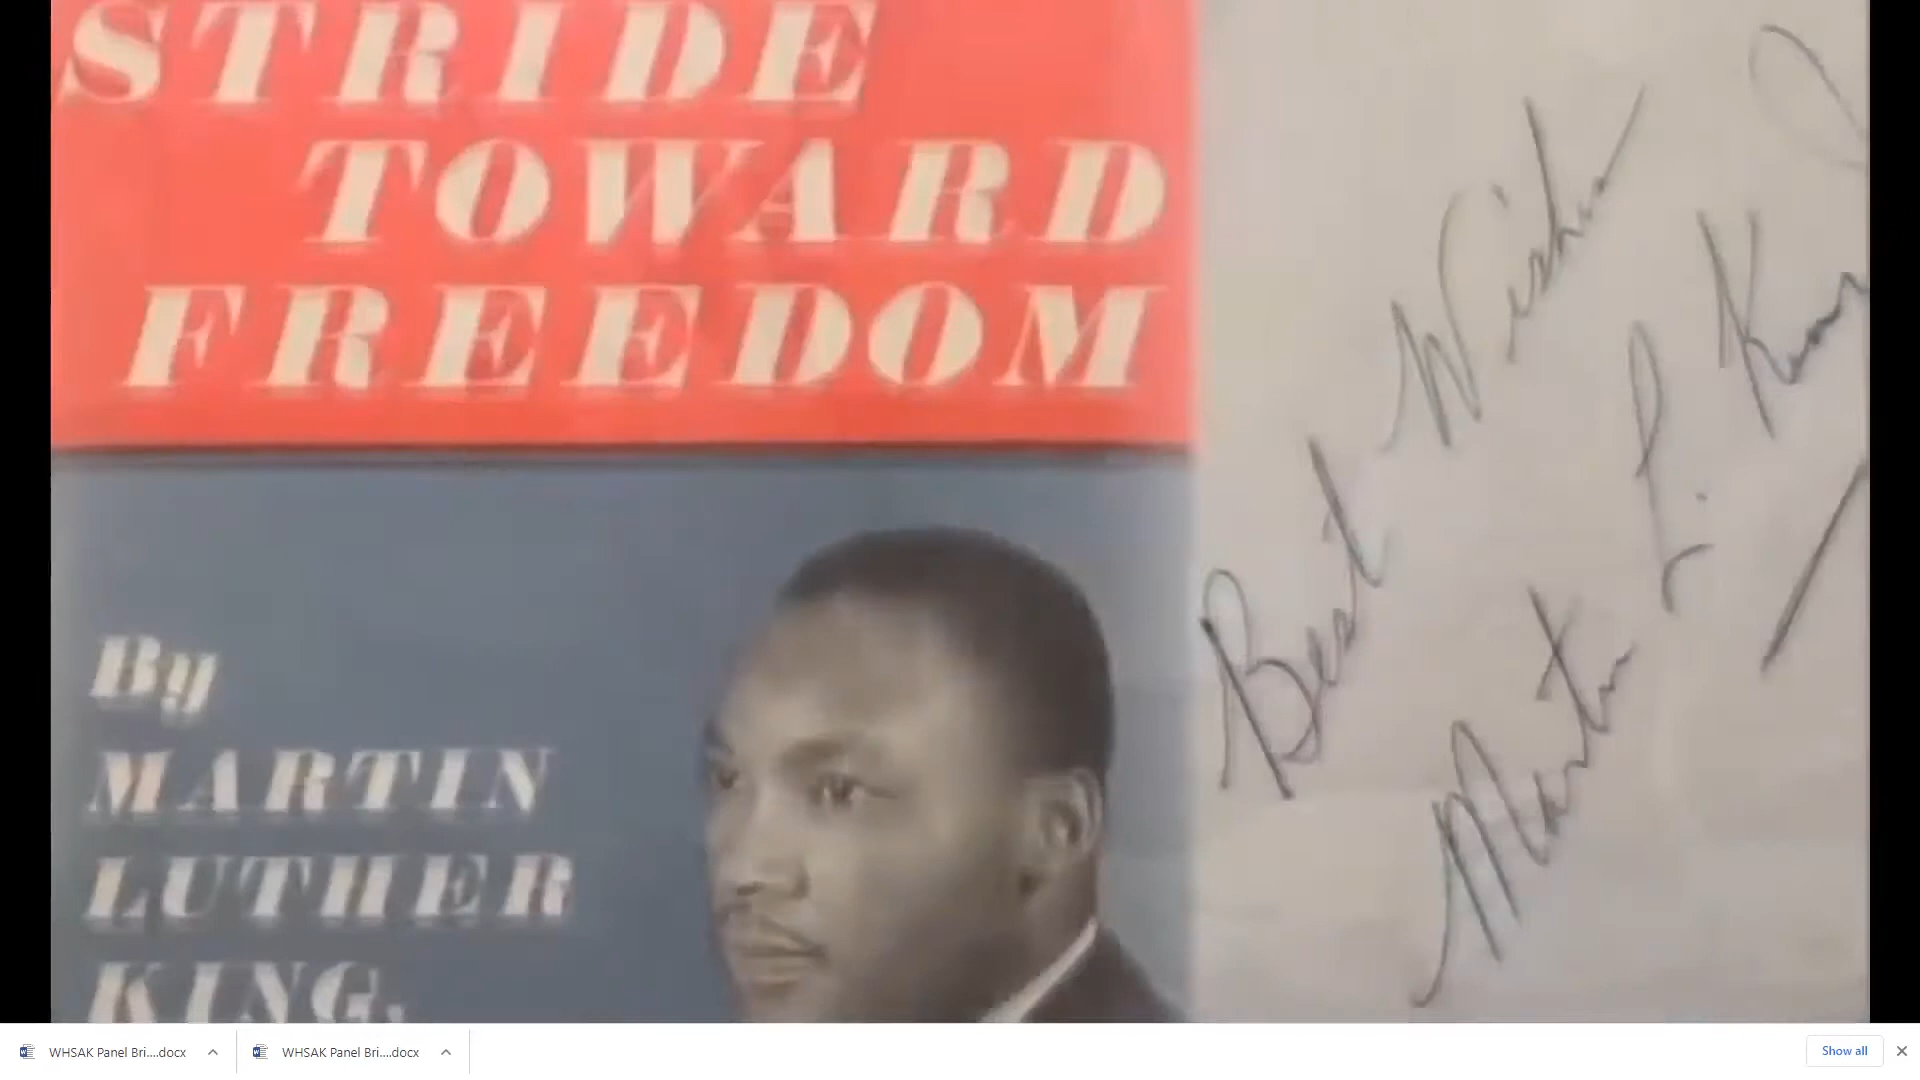 STRIDE
TOWARD
FREEDOM
By
MARTIN
LUTHER
KING,
Best Wishes
Martin L. King
WHSAK Panel Bri....docx
WHSAK Panel Bri....docx
Show all